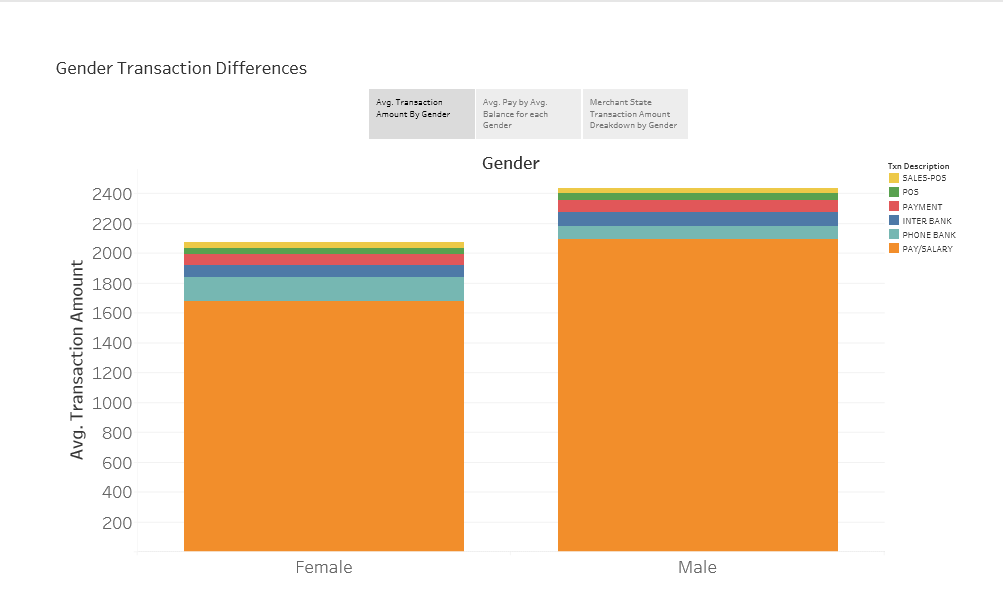 Gender Transaction Differences
Avg. Transaction
Amount By Gender
Avg. Pay by Avg.
Balance for each
Gender
Merchant State
Transaction Amount
Breakdown by Gender
Gender
Avg. Transaction Amount
2400
2200
2000
1800
1600
1400
1200
1000
800
600
400
200
Female
Male
Txn Description
SALES-POS
POS
PAYMENT
INTER BANK
PHONE BANK
PAY/SALARY